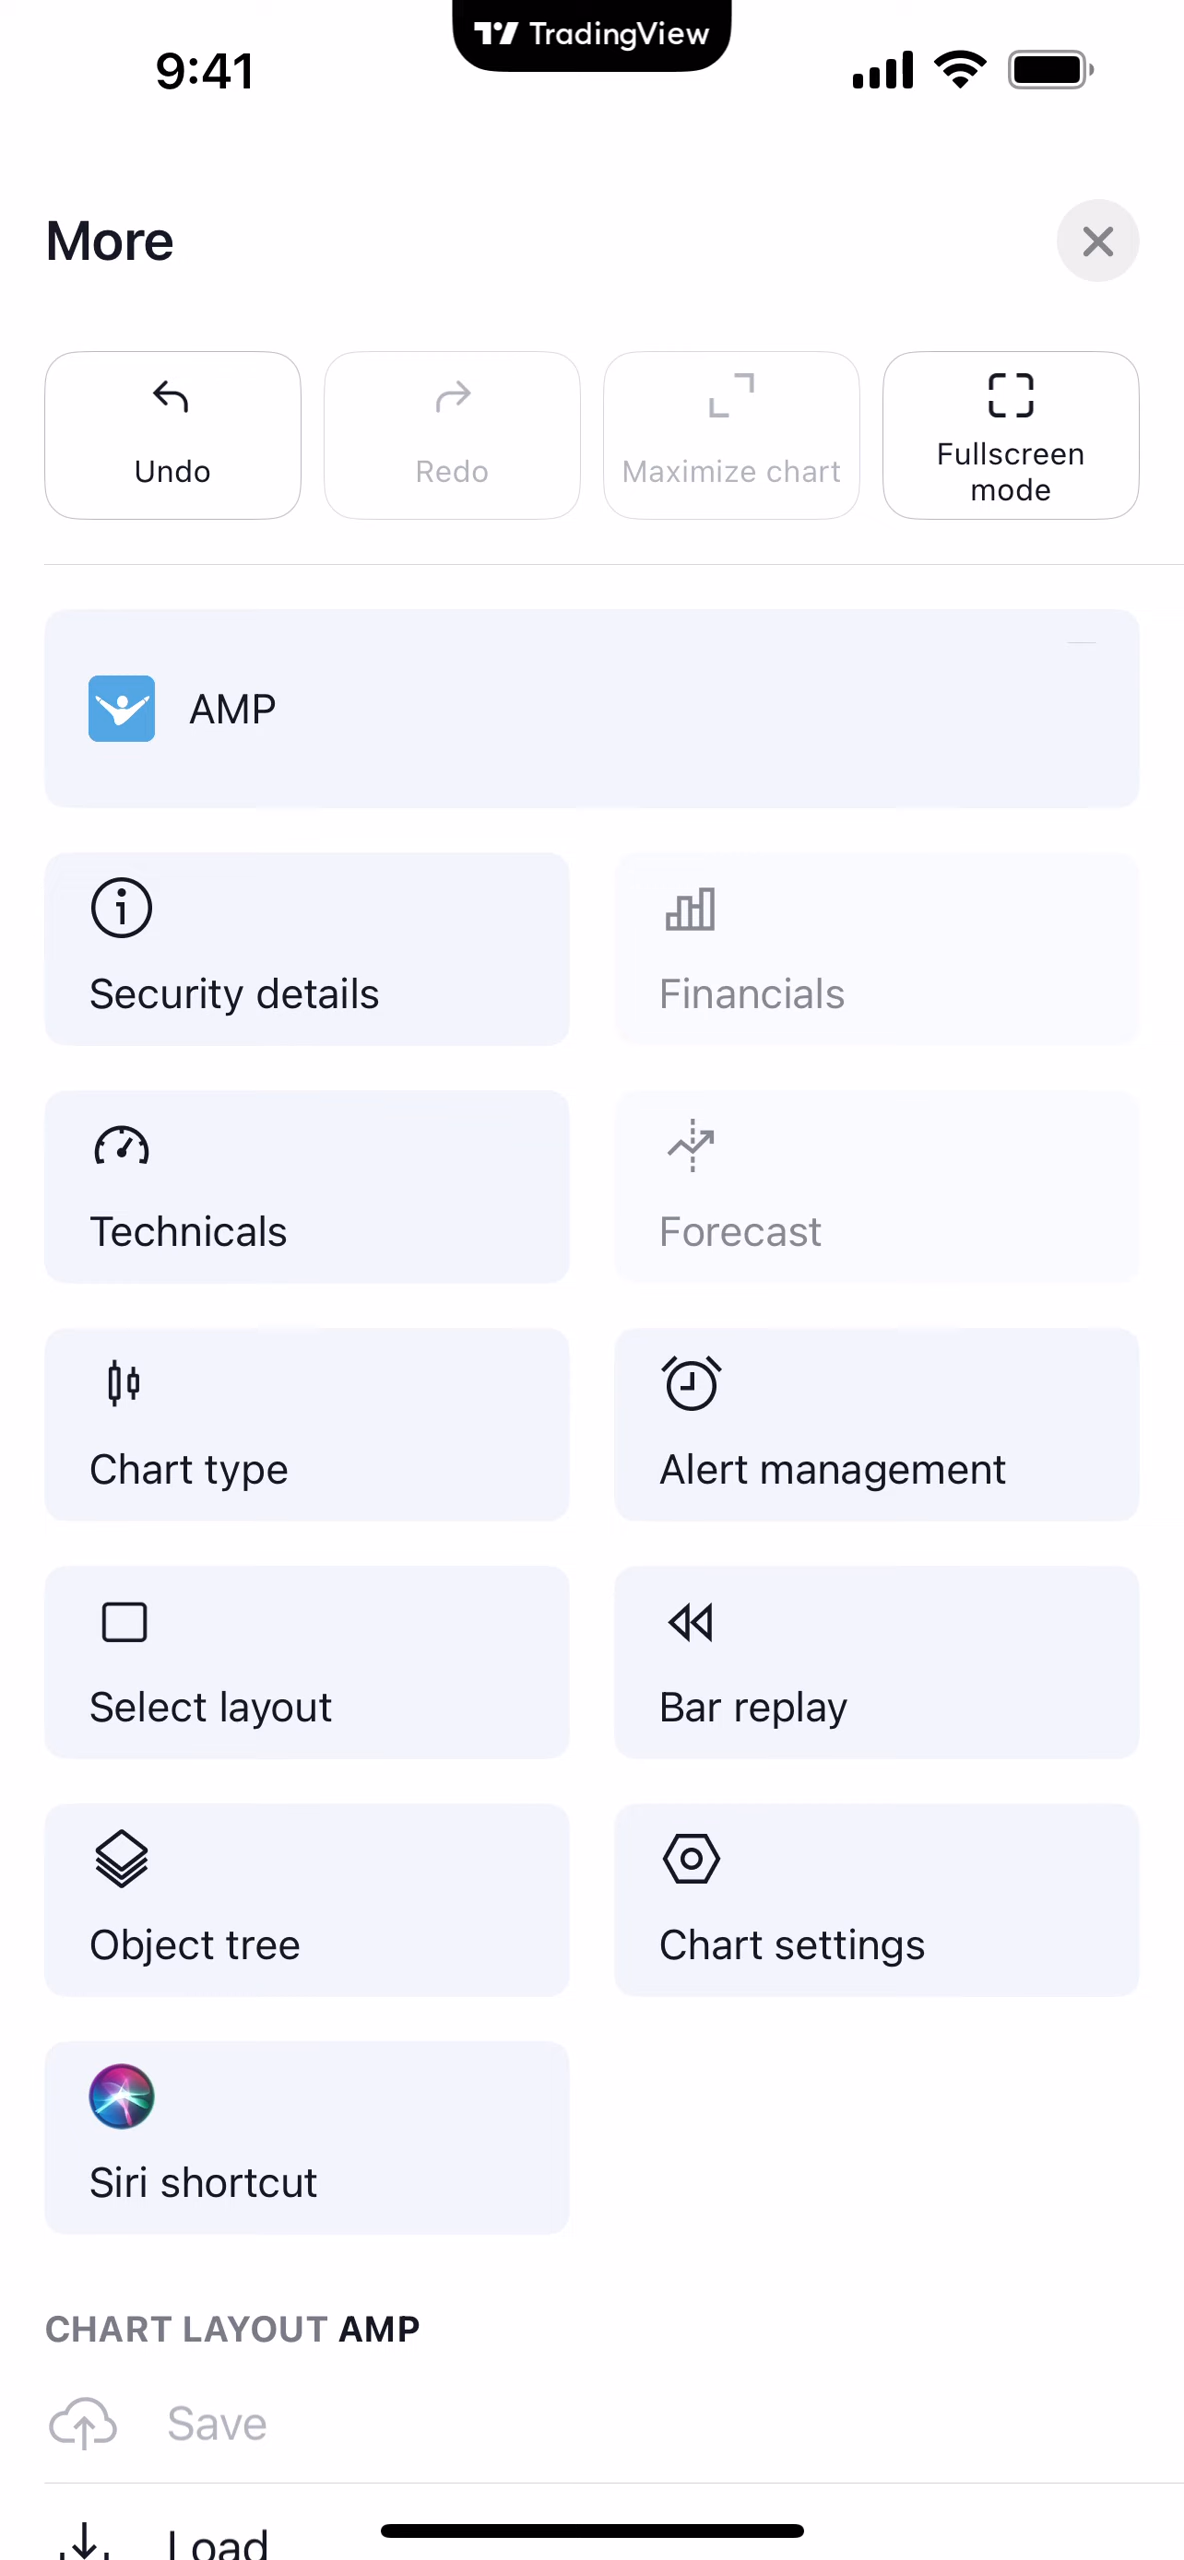 TradingView
9:41
More
Undo
Redo
Maximize chart
Fullscreen
mode
AMP
Security details
Financials
Technicals
Forecast
Chart type
Alert management
Select layout
Bar replay
Object tree
Chart settings
Siri shortcut
CHART LAYOUT AMP
Save
Load